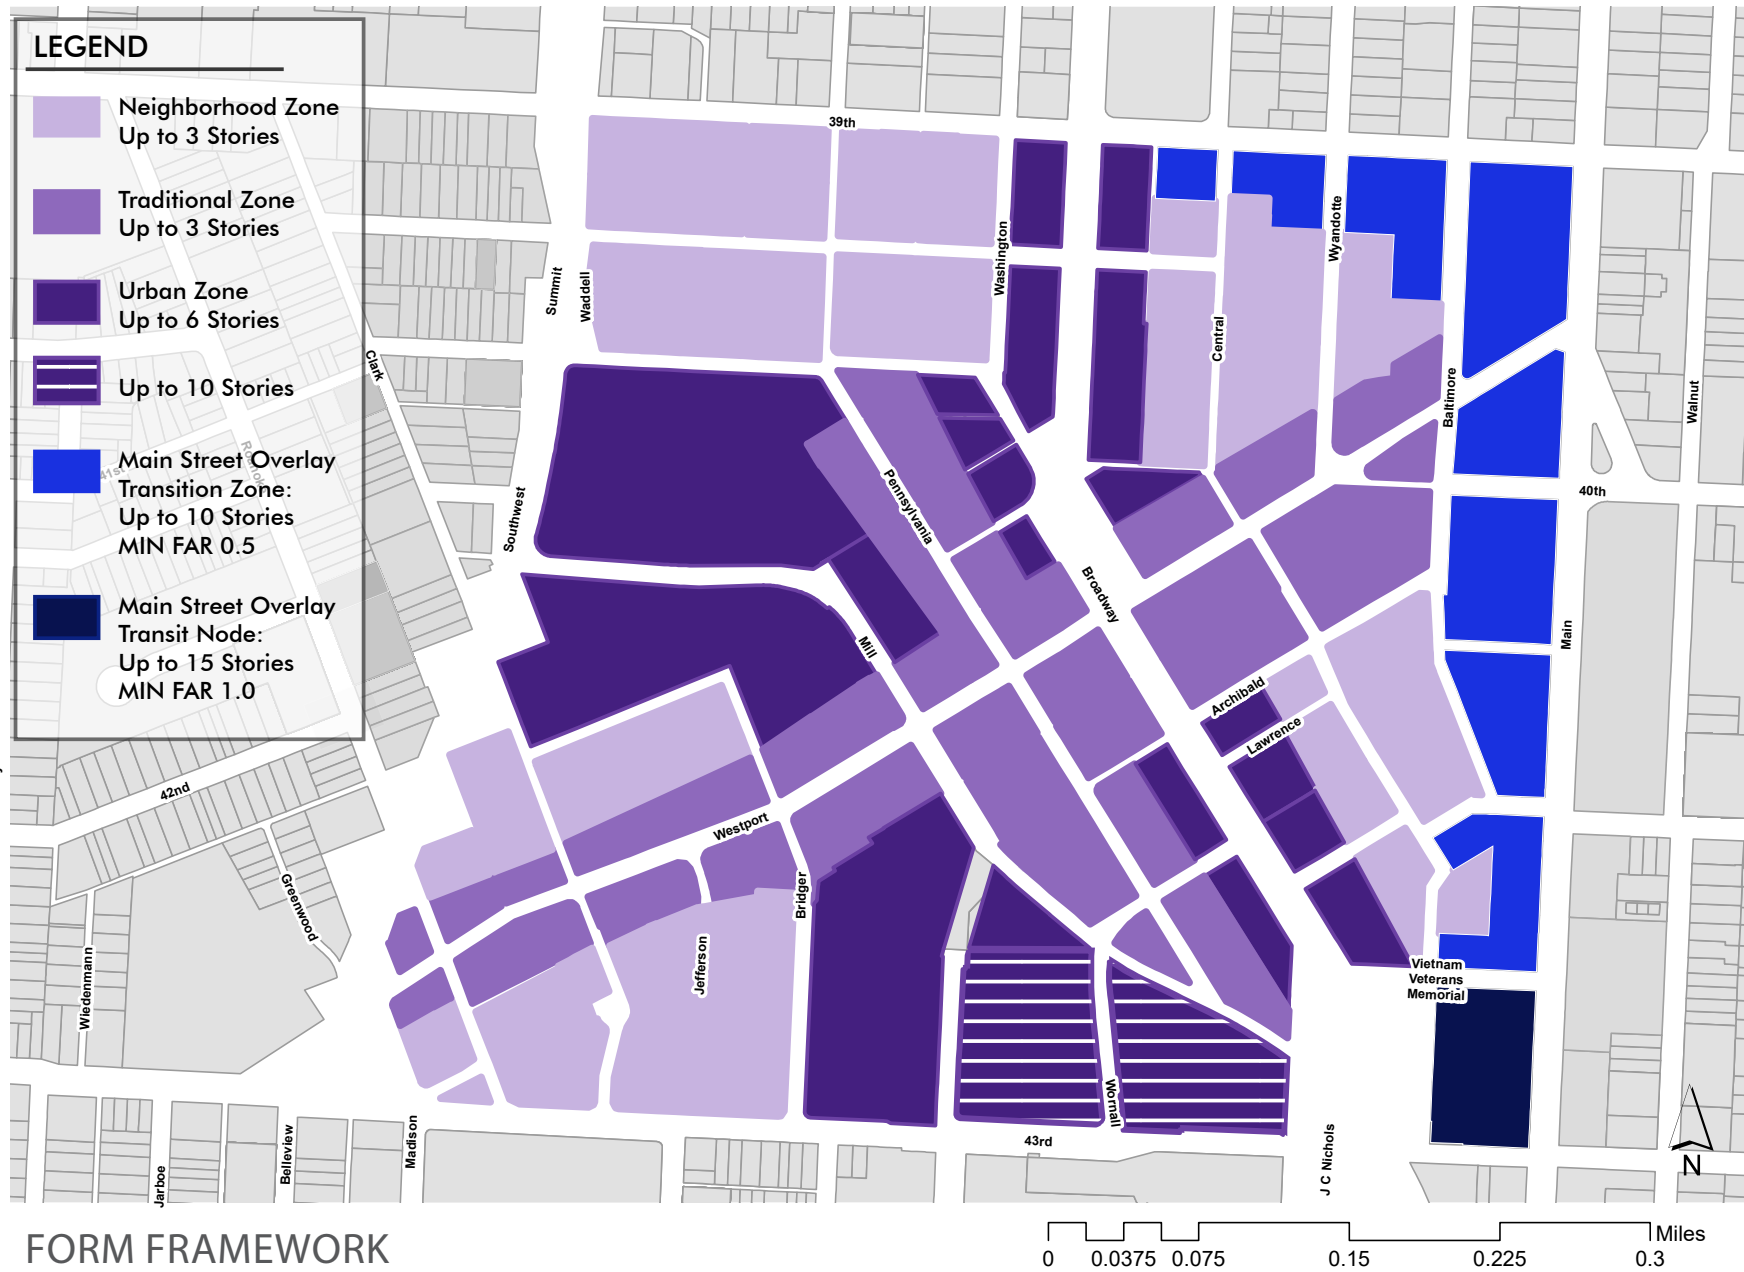 LEGEND
Neighborhood Zone
Up to 3 Stories
Traditional Zone
Up to 3 Stories
Urban Zone
Up to 6 Stories
Up to 10 Stories
Main Street Overlay
Transition Zone:
Up to 10 Stories
MIN FAR 0.5
Main Street Overlay
Transit Node:
Up to 15 Stories
MIN FAR 1.0
39th
Summit
Waddell
Washington
Wyandotte
Central
Clark
Baltimore
Walnut
41st
Roanoke
Southwest
Pennsylvania
40th
Broadway
Mill
Main
Archibald
Lawrence
42nd
Westport
Greenwood
Bridger
Jefferson
Wiedenmann
Vietnam
Veterans
Memorial
Wornall
43rd
Madison
Belleview
Jarboe
J C Nichols
N
FORM FRAMEWORK
Miles
0
0.0375
0.075
0.15
0.225
0.3